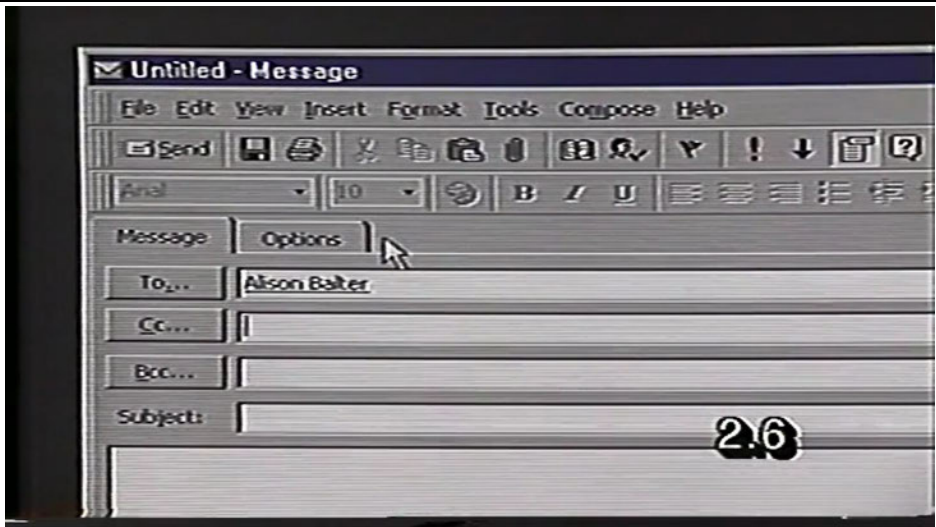 Untitled - Message
File Edit View Insert Format Tools Compose Help
Send
Arial 10 B I U
Message Options
To... Alison Balter
Cc...
Bcc...
Subject:
2.6